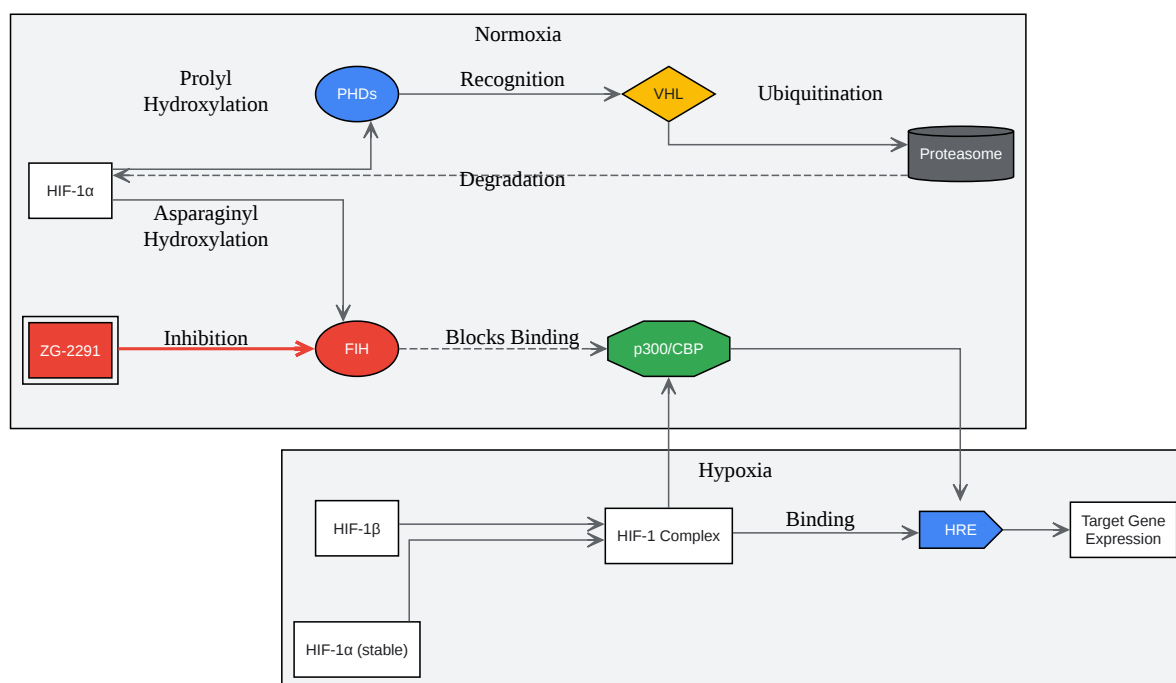 Normoxia
Prolyl
Hydroxylation
PHDs
Recognition
VHL
Ubiquitination
Proteasome
HIF-1α
Degradation
Asparaginyl
Hydroxylation
ZG-2291
Inhibition
FIH
Blocks Binding
p300/CBP
Hypoxia
HIF-1β
HIF-1 Complex
Binding
HRE
Target Gene
Expression
HIF-1α (stable)